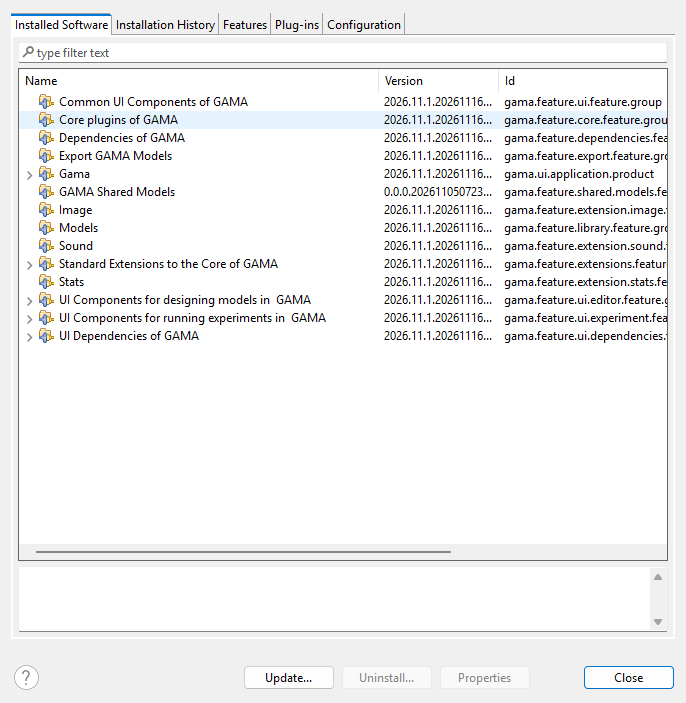 Installed Software Installation History Features Plug-ins Configuration
type filter text
Name Version Id
Common UI Components of GAMA 2026.11.1.20261116... gama.feature.ui.feature.group
Core plugins of GAMA 2026.11.1.20261116... gama.feature.core.feature.grou
Dependencies of GAMA 2026.11.1.20261116... gama.feature.dependencies.fea
Export GAMA Models 2026.11.1.20261116... gama.feature.export.feature.gro
Gama 2026.11.1.20261116... gama.ui.application.product
GAMA Shared Models 0.0.0.202611050723... gama.feature.shared.models.fe
Image 2026.11.1.20261116... gama.feature.extension.image.
Models 2026.11.1.20261116... gama.feature.library.feature.gro
Sound 2026.11.1.20261116... gama.feature.extension.sound.
Standard Extensions to the Core of GAMA 2026.11.1.20261116... gama.feature.extensions.feature
Stats 2026.11.1.20261116... gama.feature.extension.stats.fe
UI Components for designing models in  GAMA 2026.11.1.20261116... gama.feature.ui.editor.feature.g
UI Components for running experiments in  GAMA 2026.11.1.20261116... gama.feature.ui.experiment.fea
UI Dependencies of GAMA 2026.11.1.20261116... gama.feature.ui.dependencies.
? Update... Uninstall... Properties Close